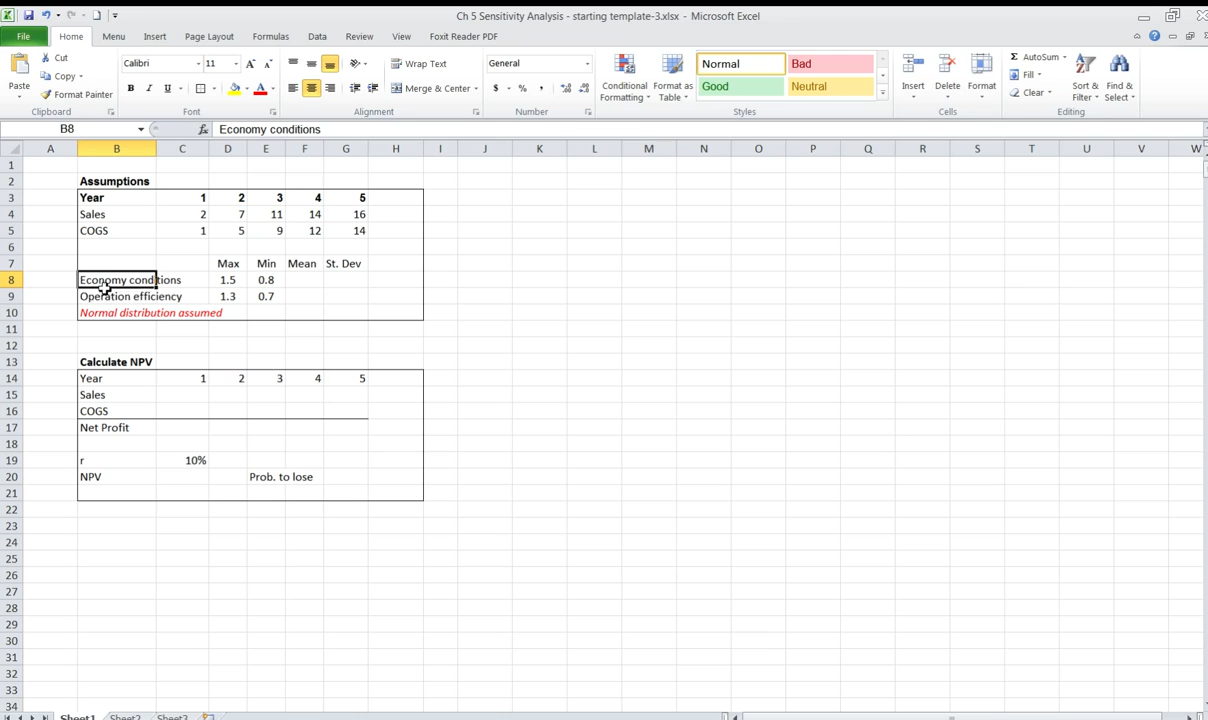 Ch 5 Sensitivity Analysis - starting template-3.xlsx - Microsoft Excel
File Home Menu Insert Page Layout Formulas Data Review View Foxit Reader PDF
Cut Calibri 11 A A Wrap Text General Normal Bad Σ AutoSum
Paste Copy Conditional Format as Insert Delete Format Fill Sort & Find &
Format Painter B I U A Merge & Center $ % , Formatting Table Good Neutral Clear Filter Select
Clipboard Font Alignment Number Styles Cells Editing
B8 fx Economy conditions
A B C D E F G H I J K L M N O P Q R S T U V W
1
2 Assumptions
3 Year 1 2 3 4 5
4 Sales 2 7 11 14 16
5 COGS 1 5 9 12 14
6
7 Max Min Mean St. Dev
8 Economy conditions 1.5 0.8
9 Operation efficiency 1.3 0.7
10 Normal distribution assumed
11
12
13 Calculate NPV
14 Year 1 2 3 4 5
15 Sales
16 COGS
17 Net Profit
18
19 r 10%
20 NPV Prob. to lose
21
22
23
24
25
26
27
28
29
30
31
32
33
34
Sheet1 Sheet2 Sheet3